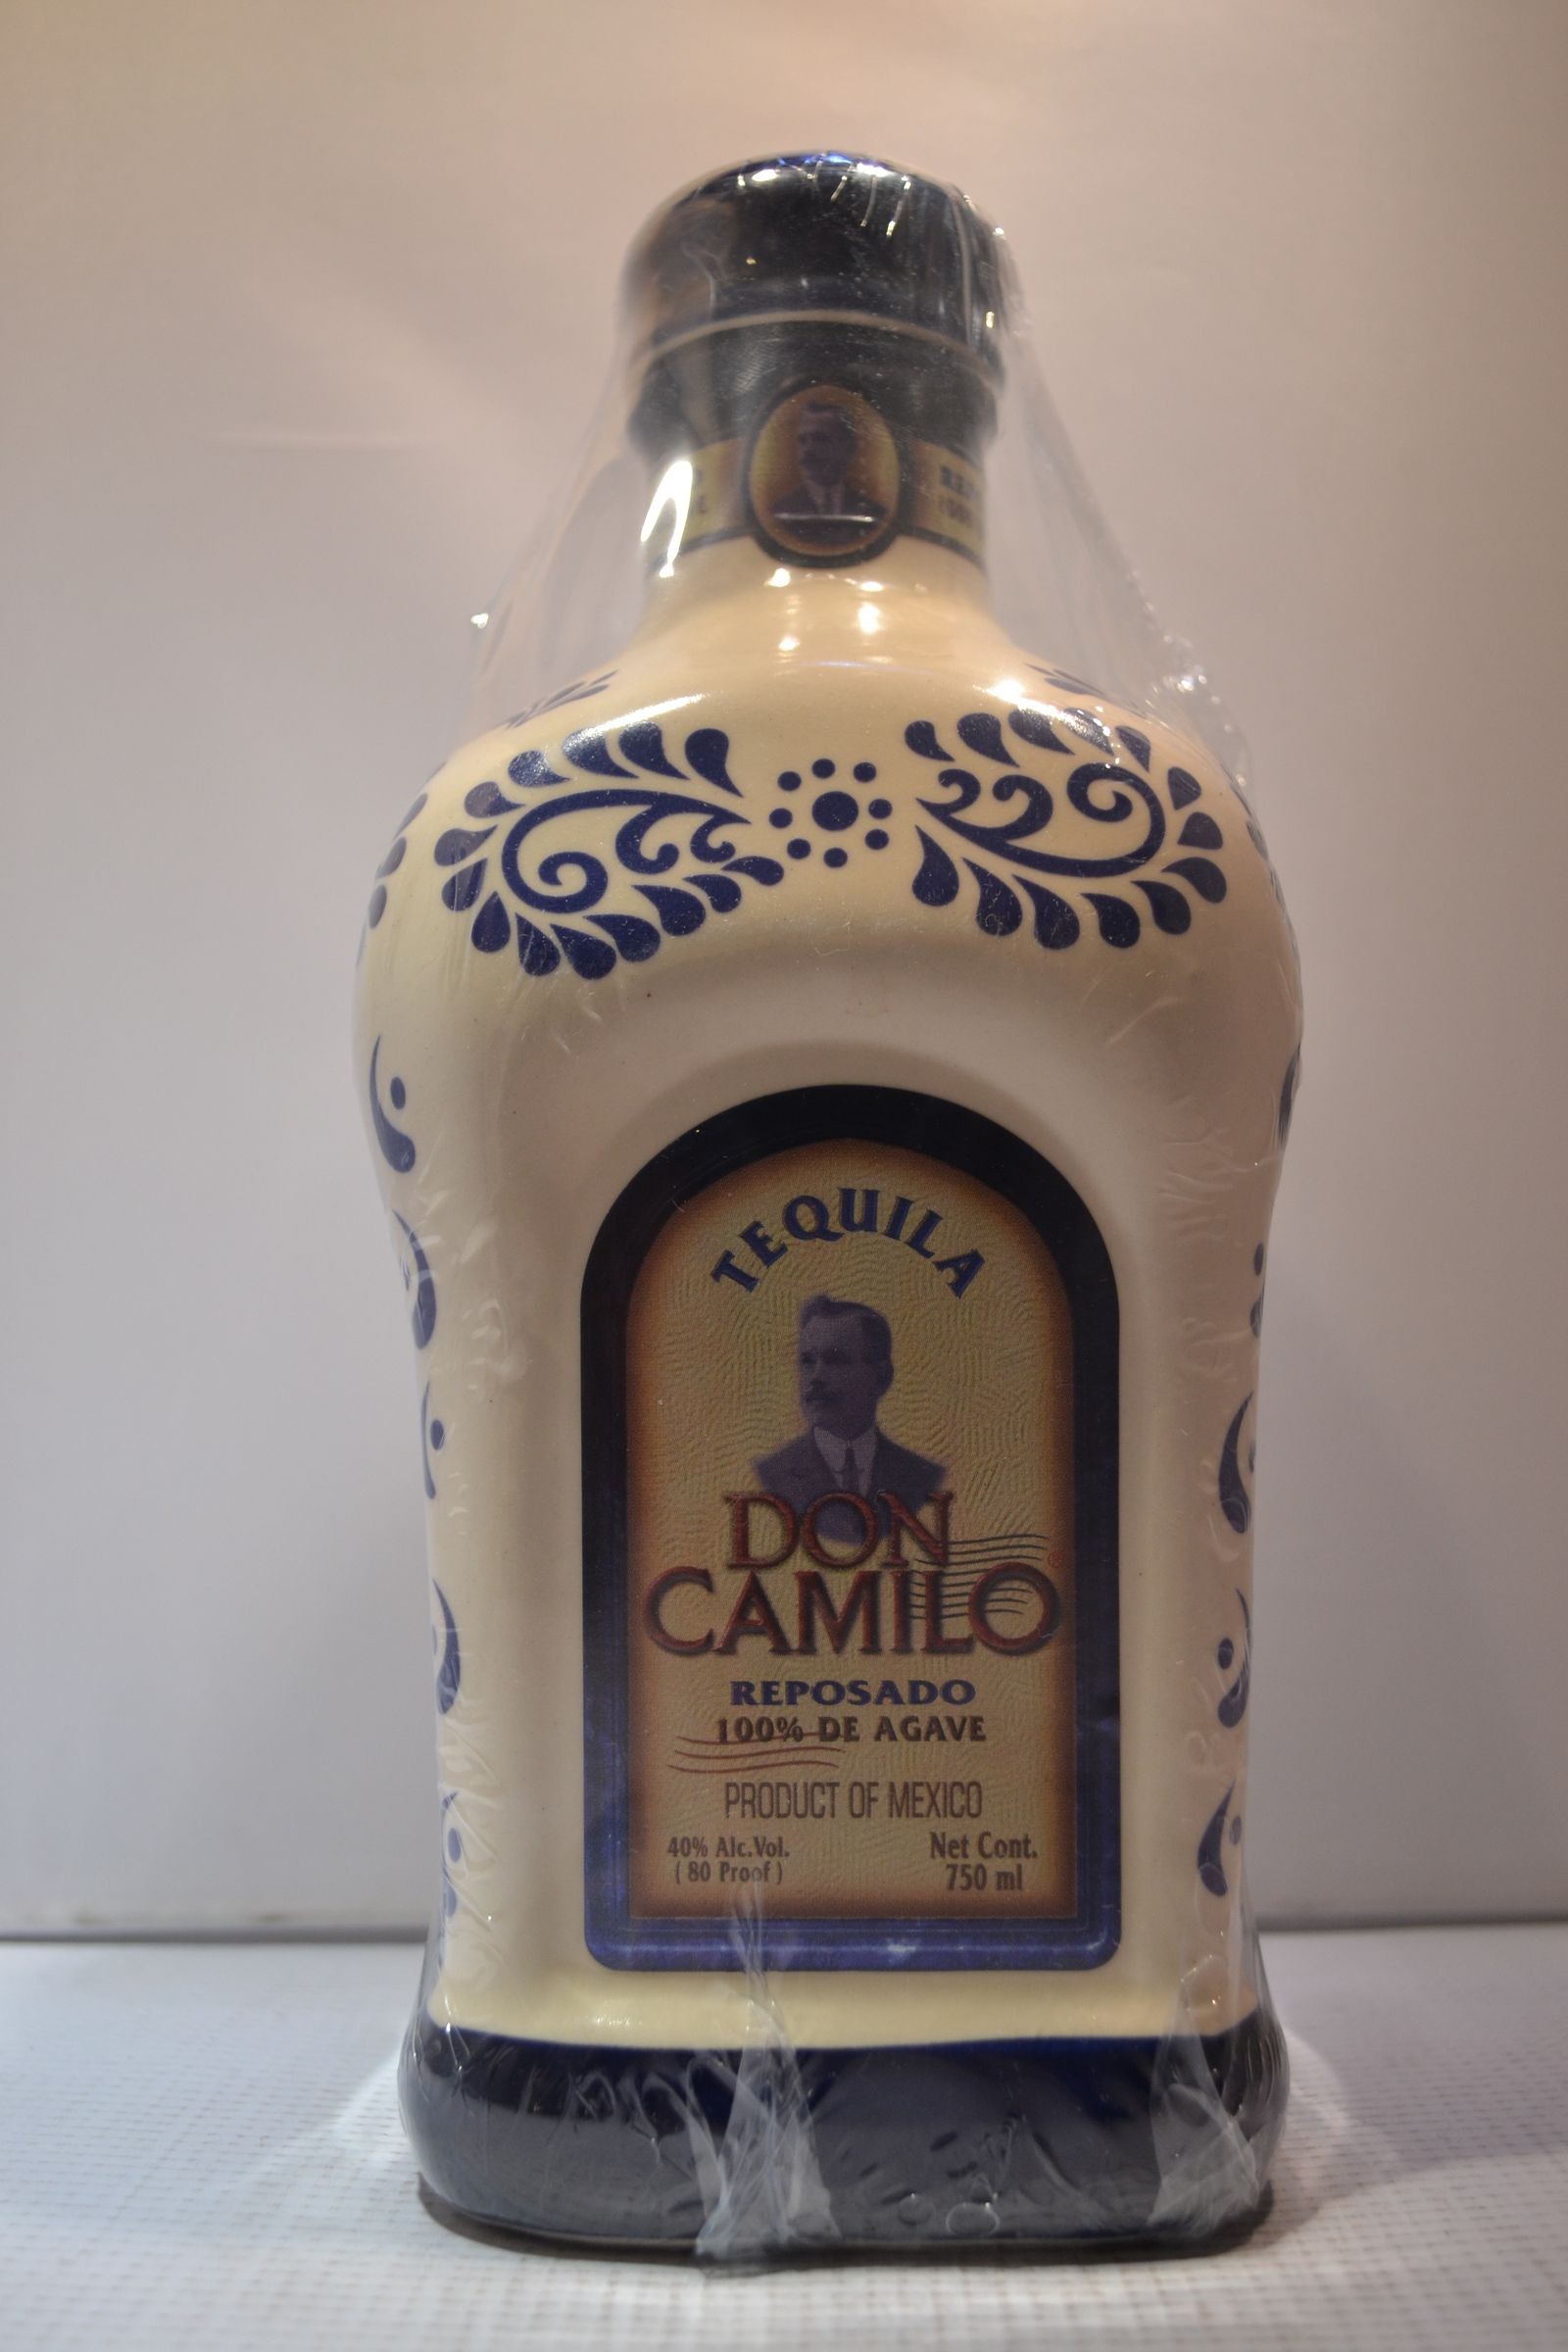 TEQUILA
DON
CAMILO®
REPOSADO
100% DE AGAVE
PRODUCT OF MEXICO
40% Alc.Vol.
( 80 Proof )
Net Cont.
750 ml